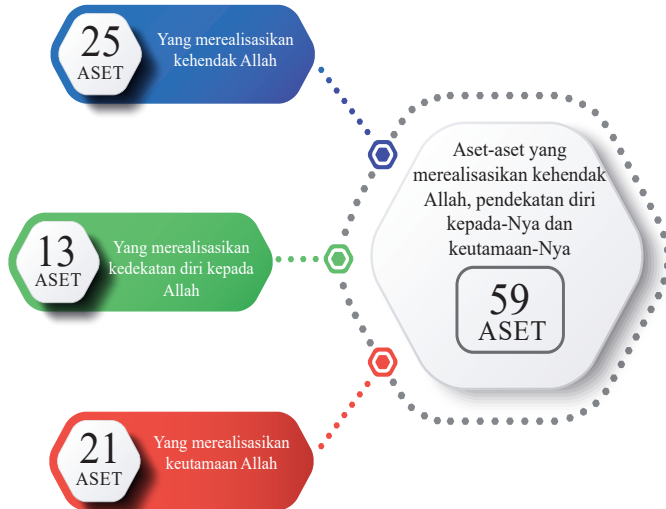 25
ASET
Yang merealisasikan
kehendak Allah
13
ASET
Yang merealisasikan
kedekatan diri kepada
Allah
21
ASET
Yang merealisasikan
keutamaan Allah
Aset-aset yang
merealisasikan kehendak
Allah, pendekatan diri
kepada-Nya dan
keutamaan-Nya
59
ASET